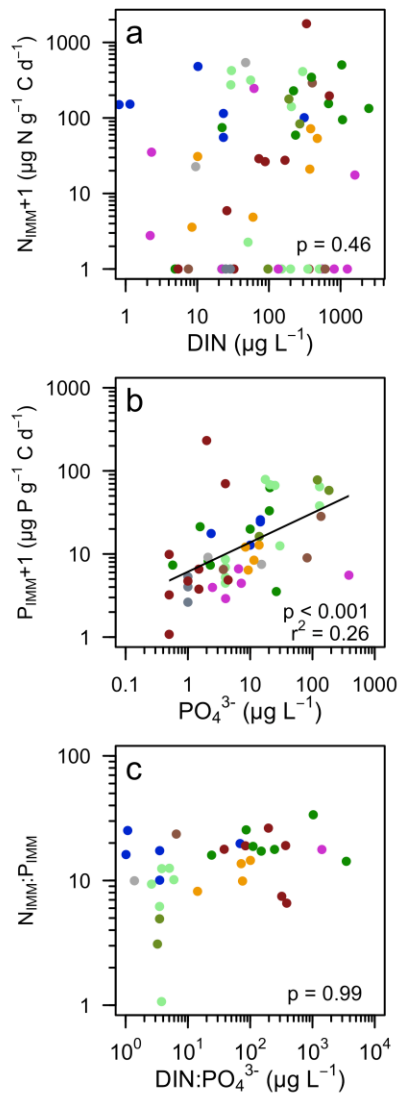 a
N_IMM+1 (µg N g⁻¹ C d⁻¹)
1000
100
10
1
p = 0.46
1 10 100 1000
DIN (µg L⁻¹)
b
P_IMM+1 (µg P g⁻¹ C d⁻¹)
1000
100
10
1
p < 0.001
r² = 0.26
0.1 1 10 100 1000
PO₄³⁻ (µg L⁻¹)
c
N_IMM:P_IMM
100
10
1
p = 0.99
10⁰ 10¹ 10² 10³ 10⁴
DIN:PO₄³⁻ (µg L⁻¹)